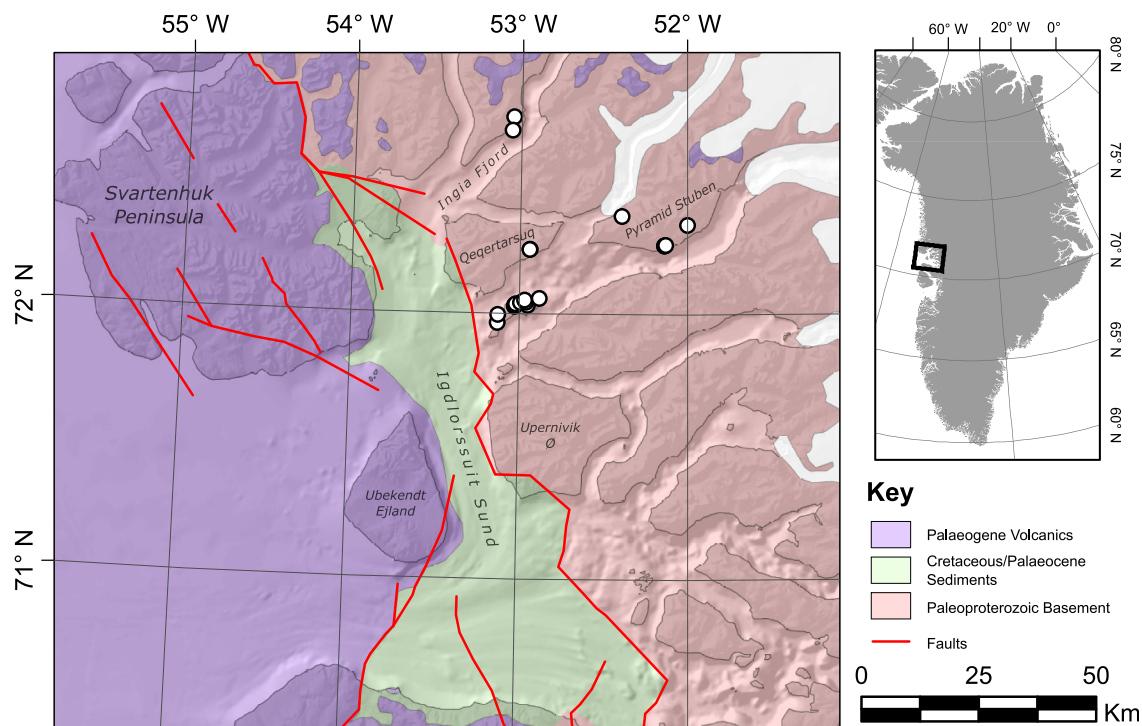 55° W
54° W
53° W
52° W
72° N
71° N
Svartenhuk
Peninsula
Ingia Fjord
Pyramid Stuben
Qeqertarsuq
Igdlorssuit Sund
Upernivik
Ø
Ubekendt
Ejland
60° W
20° W
0°
80° N
75° N
70° N
65° N
60° N
Key
Palaeogene Volcanics
Cretaceous/Palaeocene
Sediments
Paleoproterozoic Basement
Faults
0
25
50
Km